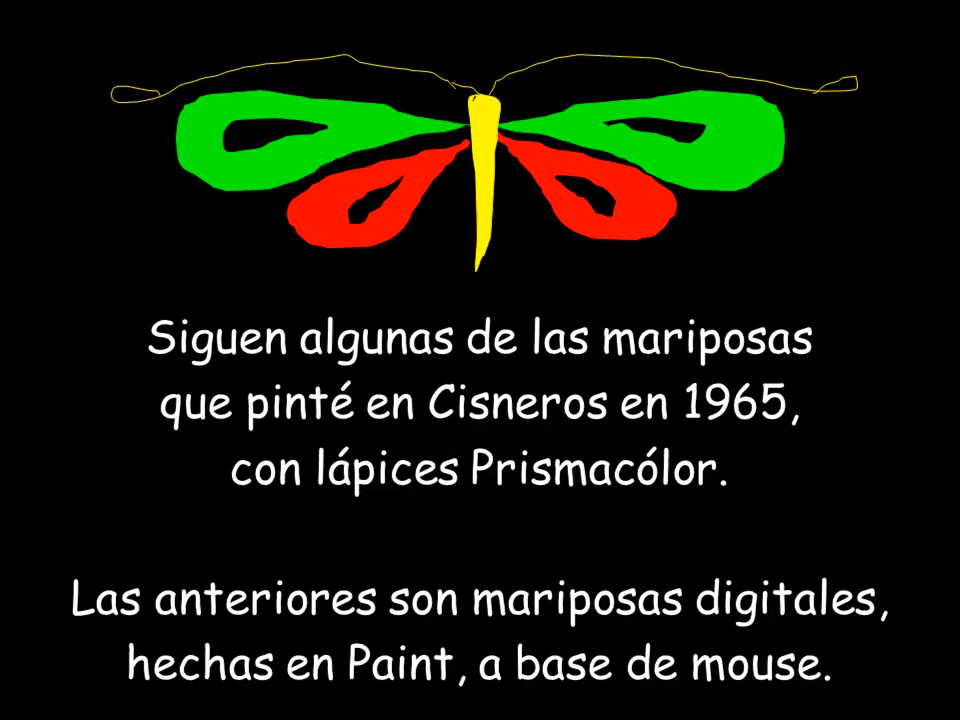 Siguen algunas de las mariposas
que pinté en Cisneros en 1965,
con lápices Prismacólor.
Las anteriores son mariposas digitales,
hechas en Paint, a base de mouse.